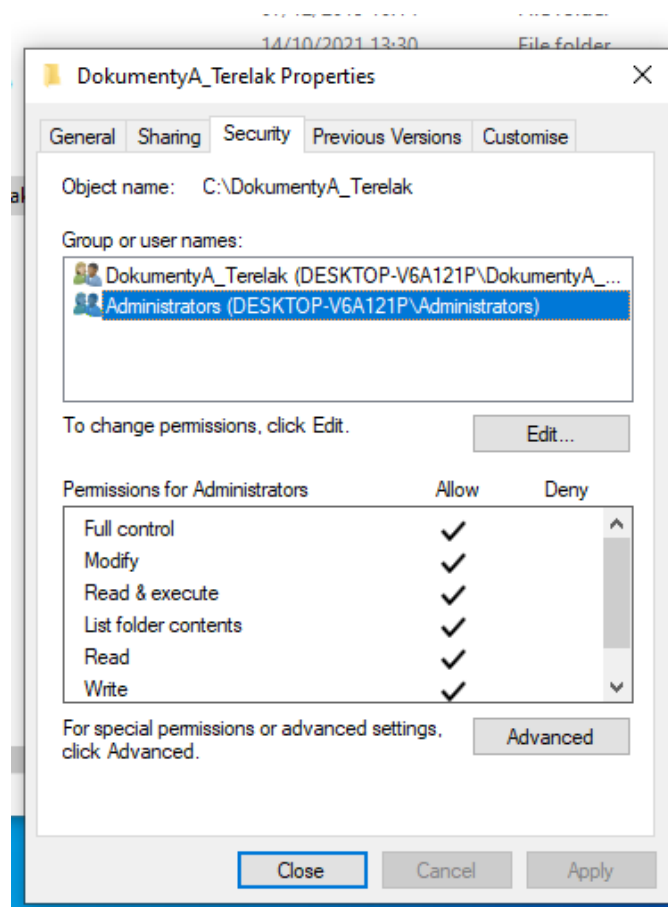 14/10/2021 13:30 File folder
DokumentyA_Terelak Properties
General Sharing Security Previous Versions Customise
Object name: C:\DokumentyA_Terelak
Group or user names:
DokumentyA_Terelak (DESKTOP-V6A121P\DokumentyA_...
Administrators (DESKTOP-V6A121P\Administrators)
To change permissions, click Edit.
Edit...
Permissions for Administrators Allow Deny
Full control
Modify
Read & execute
List folder contents
Read
Write
For special permissions or advanced settings,
click Advanced.
Advanced
Close Cancel Apply